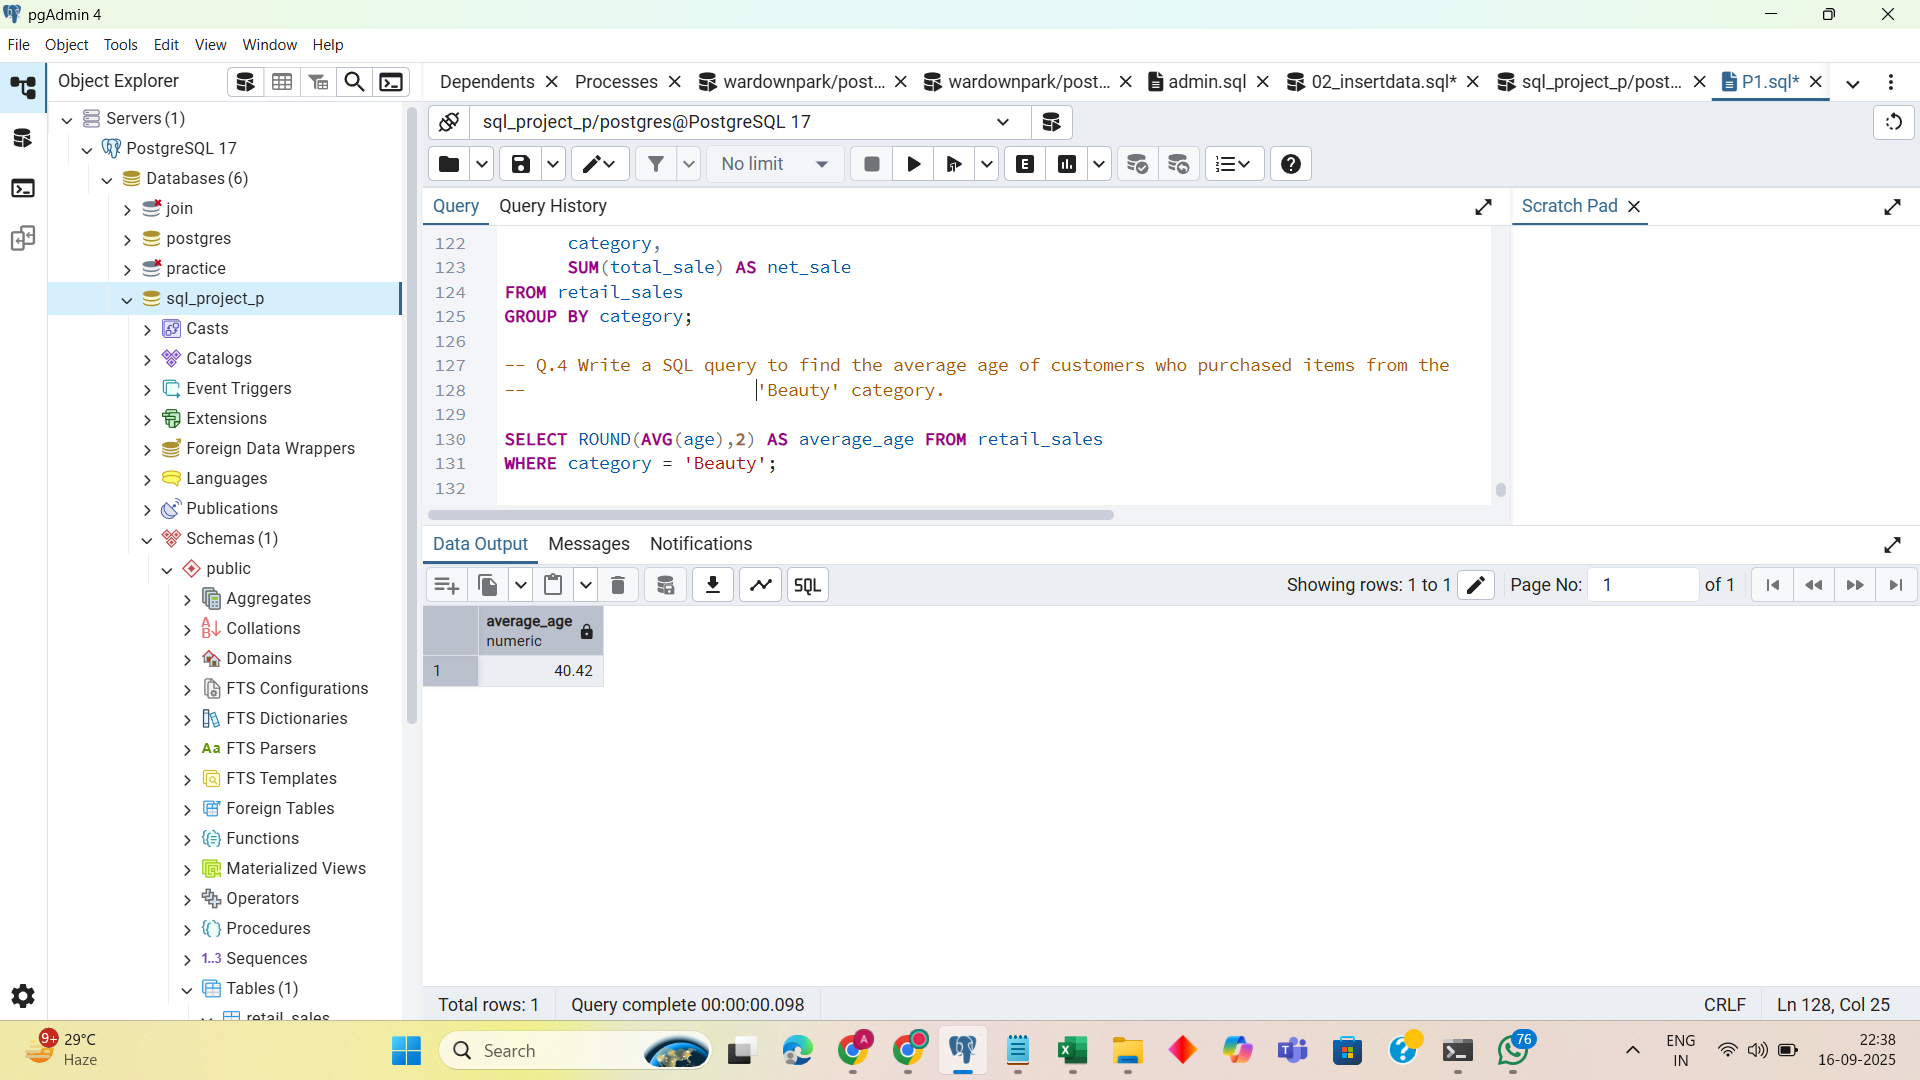 pgAdmin 4
File Object Tools Edit View Window Help
Object Explorer
Dependents Processes wardownpark/post... wardownpark/post... admin.sql 02_insertdata.sql* sql_project_p/post... P1.sql*
Servers (1)
PostgreSQL 17
Databases (6)
join
postgres
practice
sql_project_p
Casts
Catalogs
Event Triggers
Extensions
Foreign Data Wrappers
Languages
Publications
Schemas (1)
public
Aggregates
Collations
Domains
FTS Configurations
FTS Dictionaries
Aa FTS Parsers
FTS Templates
Foreign Tables
Functions
Materialized Views
Operators
Procedures
1..3 Sequences
Tables (1)
retail_sales
sql_project_p/postgres@PostgreSQL 17
No limit
E
Query Query History
Scratch Pad
122 category,
123 SUM(total_sale) AS net_sale
124 FROM retail_sales
125 GROUP BY category;
126
127 -- Q.4 Write a SQL query to find the average age of customers who purchased items from the
128 -- 'Beauty' category.
129
130 SELECT ROUND(AVG(age),2) AS average_age FROM retail_sales
131 WHERE category = 'Beauty';
132
Data Output Messages Notifications
SQL
Showing rows: 1 to 1 Page No: 1 of 1
average_age
numeric
1 40.42
Total rows: 1 Query complete 00:00:00.098 CRLF Ln 128, Col 25
9+ 29°C
Haze
Search
A
76
ENG
IN
22:38
16-09-2025